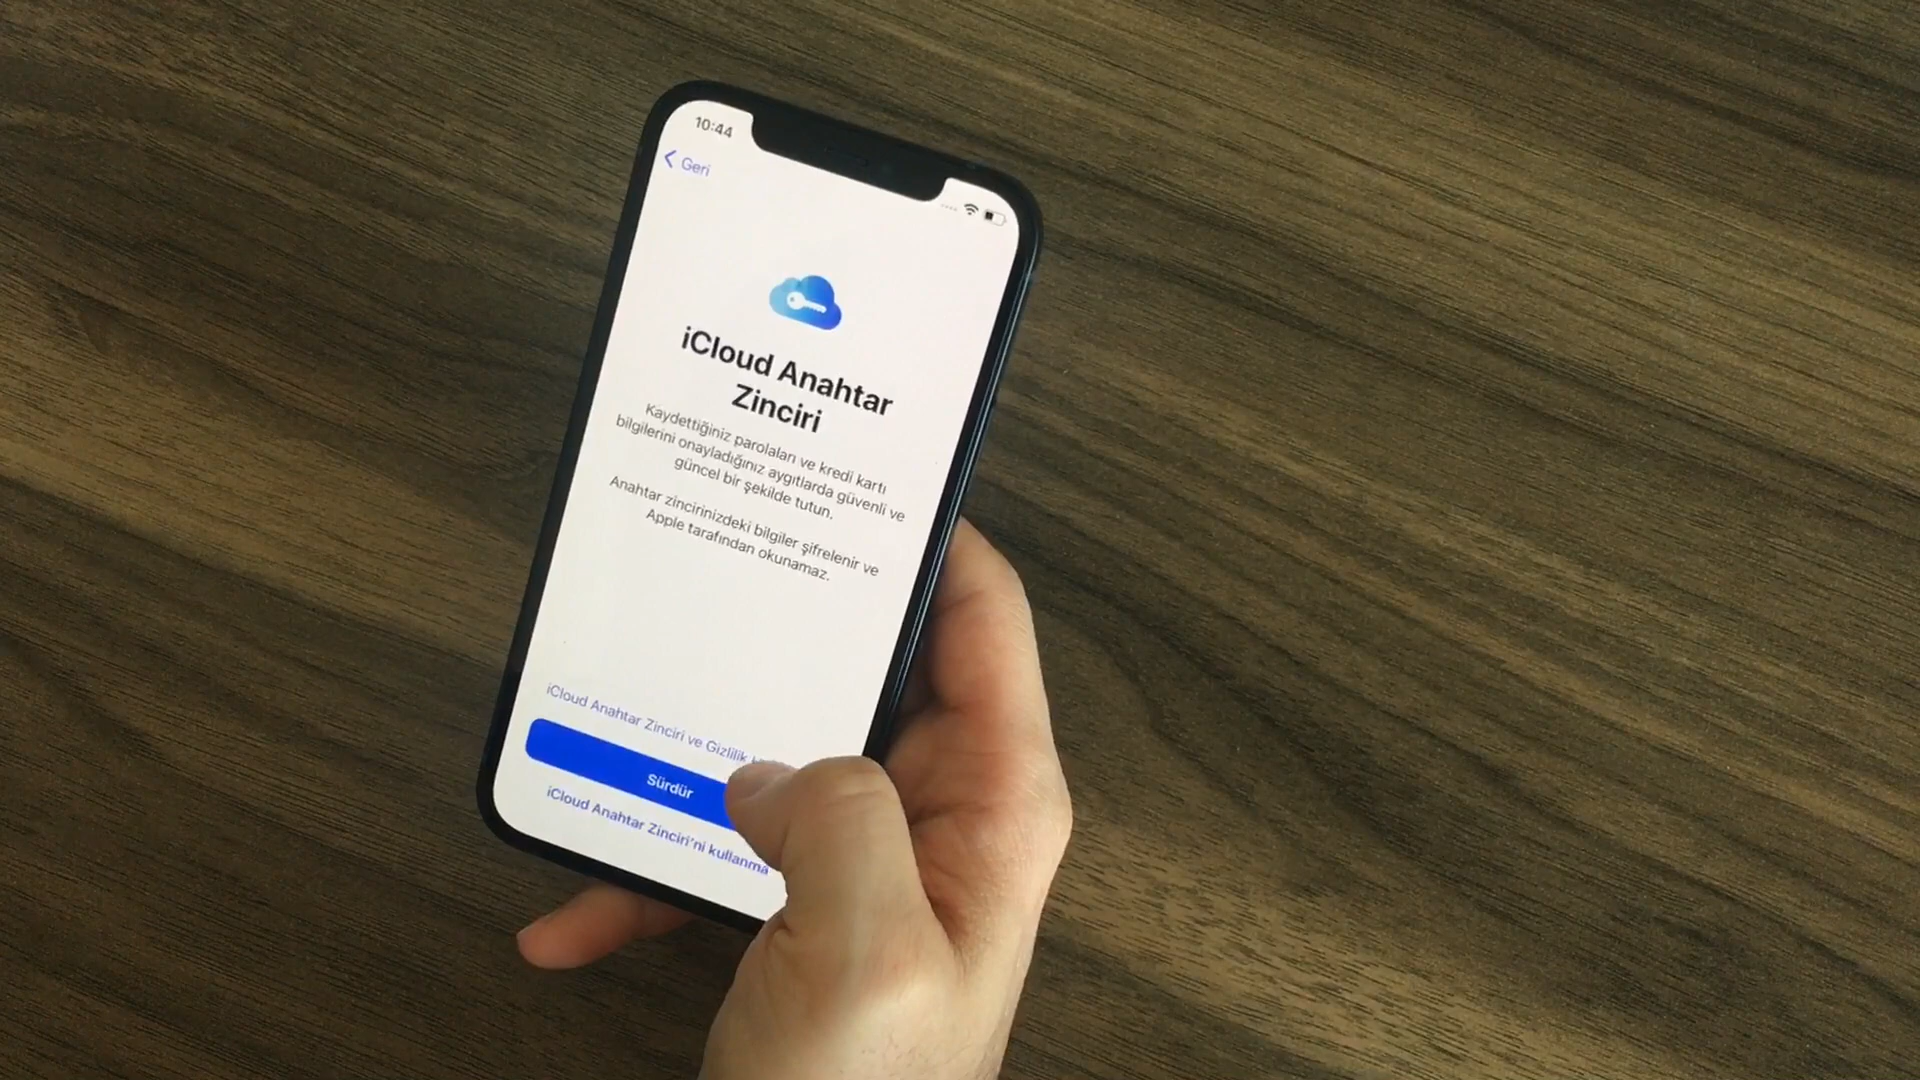 10:44
Geri
iCloud Anahtar
Zinciri
Kaydettiğiniz parolaları ve kredi kartı
bilgilerini onayladığınız aygıtlarda güvenli ve
güncel bir şekilde tutun.
Anahtar zincirinizdeki bilgiler şifrelenir ve
Apple tarafından okunamaz.
iCloud Anahtar Zinciri ve Gizlilik
Sürdür
iCloud Anahtar Zinciri'ni kullanma